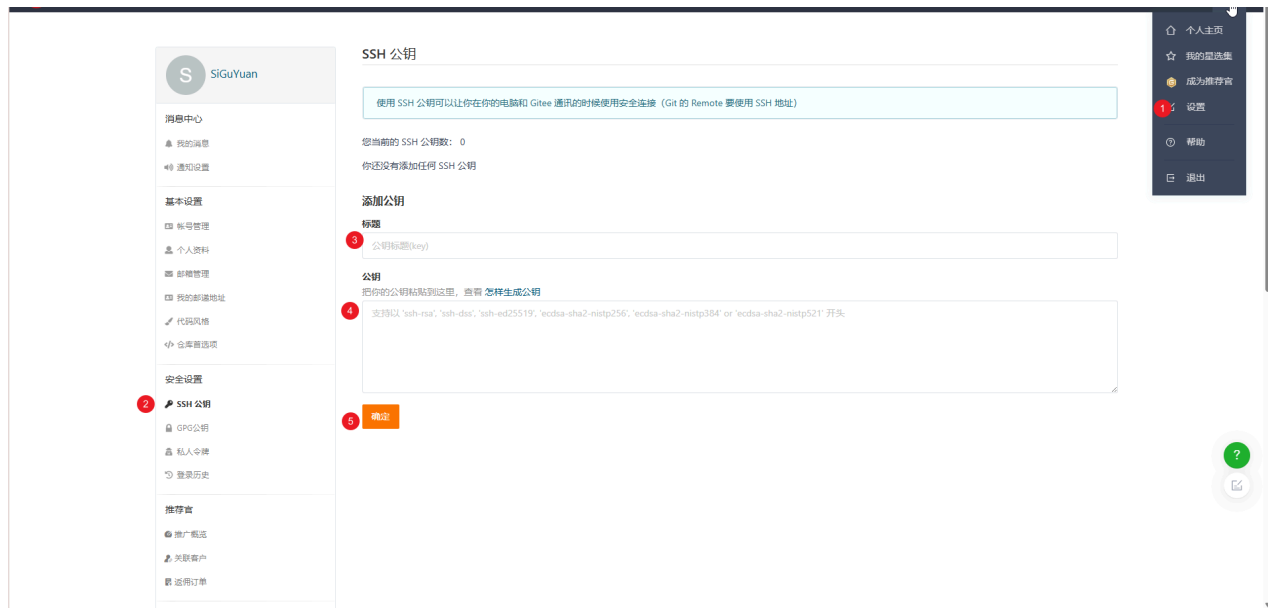 个人主页
我的星选集
成为推荐官
1 设置
帮助
退出
S SiGuYuan
消息中心
我的消息
通知设置
基本设置
帐号管理
个人资料
邮箱管理
我的邮递地址
代码风格
仓库首选项
安全设置
2 SSH 公钥
GPG公钥
私人令牌
登录历史
推荐官
推广概览
关联客户
返佣订单
SSH 公钥
使用 SSH 公钥可以让你在你的电脑和 Gitee 通讯的时候使用安全连接（Git 的 Remote 要使用 SSH 地址）
您当前的 SSH 公钥数： 0
你还没有添加任何 SSH 公钥
添加公钥
标题
3 公钥标题(key)
公钥
把你的公钥粘贴到这里，查看 怎样生成公钥
4 支持以 'ssh-rsa', 'ssh-dss', 'ssh-ed25519', 'ecdsa-sha2-nistp256', 'ecdsa-sha2-nistp384' or 'ecdsa-sha2-nistp521' 开头
5 确定
?